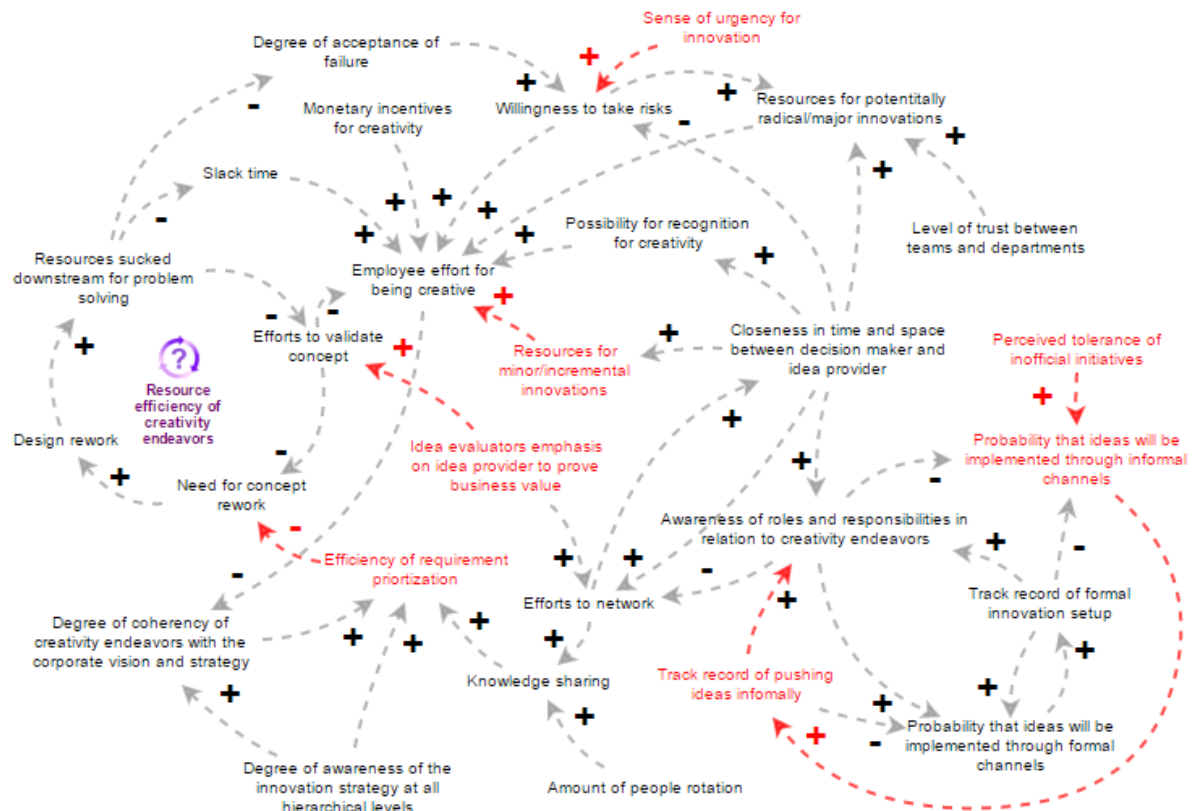 Sense of urgency for
innovation
Degree of acceptance of
failure
+
+
-
+
Monetary incentives
for creativity
Willingness to take risks
-
Resources for potentitally
radical/major innovations
+
+
Slack time
-
+
+
+
+
+
Possibility for recognition
for creativity
+
Level of trust between
teams and departments
Resources sucked
downstream for problem
solving
Employee effort for
being creative
+
-
-
Efforts to validate
concept
+
+
?
Resource
efficiency of
creativity
endeavors
Resources for
minor/incremental
innovations
+
Closeness in time and space
between decision maker and
idea provider
Perceived tolerance of
inofficial initiatives
+
Design rework
+
-
Need for concept
rework
Idea evaluators emphasis
on idea provider to prove
business value
+
+
Probability that ideas will be
implemented through informal
channels
-
-
Efficiency of requirement
priortization
Awareness of roles and responsibilities in
relation to creativity endeavors
+
-
-
+
+
-
Efforts to network
+
Track record of formal
innovation setup
Degree of coherency of
creativity endeavors with the
corporate vision and strategy
+
+
+
+
Knowledge sharing
+
+
Track record of pushing
ideas infomally
+
+
+
+
-
Probability that ideas will be
implemented through formal
channels
Degree of awareness of the
innovation strategy at all
hierarchical levels
Amount of people rotation